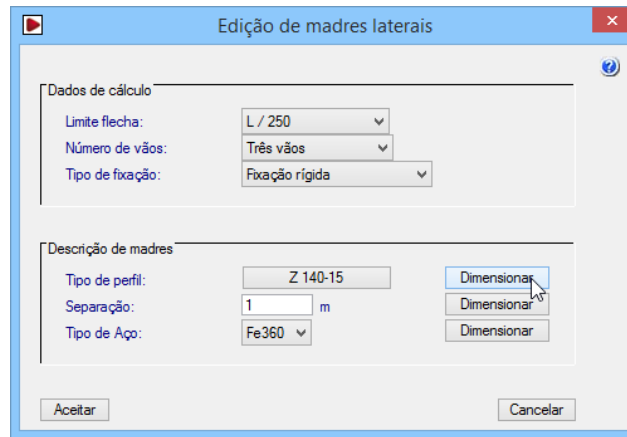 Edição de madres laterais
Dados de cálculo
Limite flecha: L / 250
Número de vãos: Três vãos
Tipo de fixação: Fixação rígida
Descrição de madres
Tipo de perfil: Z 140-15 Dimensionar
Separação: 1 m Dimensionar
Tipo de Aço: Fe360 Dimensionar
Aceitar Cancelar